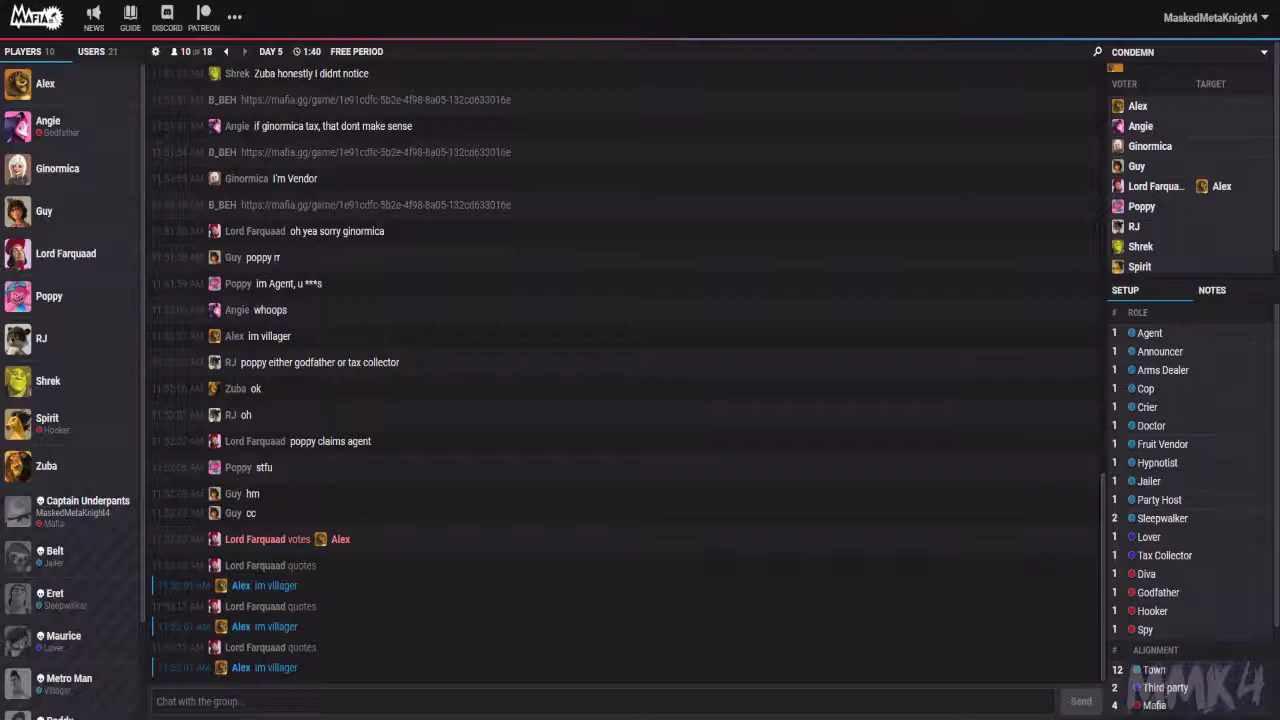 MAFIA
NEWS
GUIDE
DISCORD
PATREON
MaskedMetaKnight4
PLAYERS 10
USERS 21
10 OF 18
DAY 5
1:40
FREE PERIOD
CONDEMN
Alex
Angie
Godfather
Ginormica
Guy
Lord Farquaad
Poppy
RJ
Shrek
Spirit
Hooker
Zuba
Captain Underpants
MaskedMetaKnight4
Mafia
Belt
Jailer
Eret
Sleepwalker
Maurice
Lover
Metro Man
Villager
Shrek Zuba honestly I didnt notice
B_BEH https://mafia.gg/game/1e91cdfc-5b2e-4f98-8a05-132cd633016e
Angie if ginormica tax, that dont make sense
B_BEH https://mafia.gg/game/1e91cdfc-5b2e-4f98-8a05-132cd633016e
Ginormica I'm Vendor
B_BEH https://mafia.gg/game/1e91cdfc-5b2e-4f98-8a05-132cd633016e
Lord Farquaad oh yea sorry ginormica
Guy poppy rr
Poppy im Agent, u ***s
Angie whoops
Alex im villager
RJ poppy either godfather or tax collector
Zuba ok
RJ oh
Lord Farquaad poppy claims agent
Poppy stfu
Guy hm
Guy cc
Lord Farquaad votes Alex
Lord Farquaad quotes
Alex im villager
Lord Farquaad quotes
Alex im villager
Lord Farquaad quotes
Alex im villager
Chat with the group...
Send
VOTER TARGET
Alex
Angie
Ginormica
Guy
Lord Farqua... Alex
Poppy
RJ
Shrek
Spirit
SETUP NOTES
# ROLE
1 Agent
1 Announcer
1 Arms Dealer
1 Cop
1 Crier
1 Doctor
1 Fruit Vendor
1 Hypnotist
1 Jailer
1 Party Host
2 Sleepwalker
1 Lover
1 Tax Collector
1 Diva
1 Godfather
1 Hooker
1 Spy
# ALIGNMENT
12 Town
2 Third-party
4 Mafia
MMK4